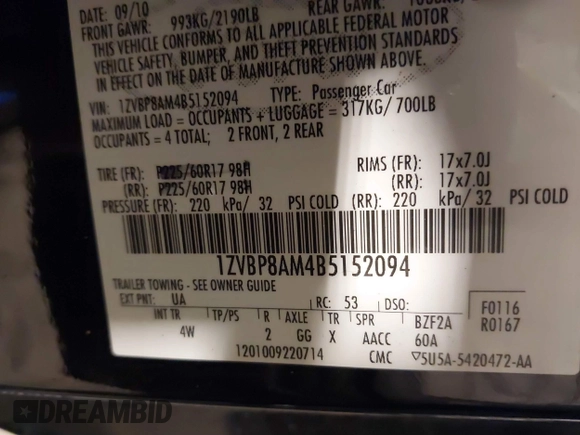 DATE: 09/10
FRONT GAWR: 993KG/2190LB
REAR GAWR:
THIS VEHICLE CONFORMS TO ALL APPLICABLE FEDERAL MOTOR
VEHICLE SAFETY, BUMPER, AND THEFT PREVENTION STANDARDS
IN EFFECT ON THE DATE OF MANUFACTURE SHOWN ABOVE.
VIN: 1ZVBP8AM4B5152094 TYPE: Passenger Car
MAXIMUM LOAD = OCCUPANTS + LUGGAGE = 317KG/ 700LB
OCCUPANTS = 4 TOTAL; 2 FRONT, 2 REAR
TIRE (FR): P225/60R17 98H RIMS (FR): 17x7.0J
(RR): P225/60R17 98H (RR): 17x7.0J
PRESSURE (FR): 220 kPa/ 32 PSI COLD (RR): 220 kPa/ 32 PSI COLD
1ZVBP8AM4B5152094
TRAILER TOWING - SEE OWNER GUIDE
EXT PNT: UA RC: 53 DSO: F0116
INT TR TP/PS R AXLE TR SPR BZF2A R0167
4W 2 GG X AACC 60A
1201009220714 CMC ▽5U5A-5420472-AA
DREAMBID